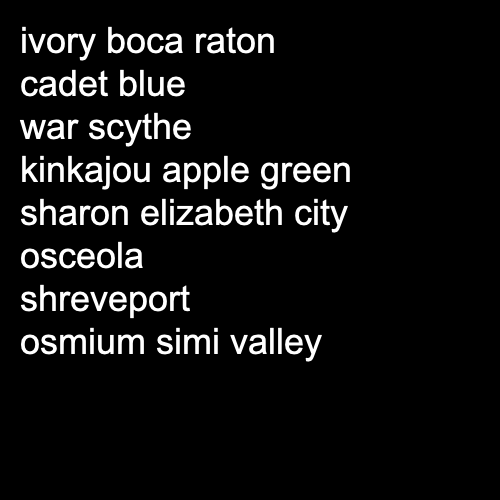 ivory boca raton
cadet blue
war scythe
kinkajou apple green
sharon elizabeth city
osceola
shreveport
osmium simi valley